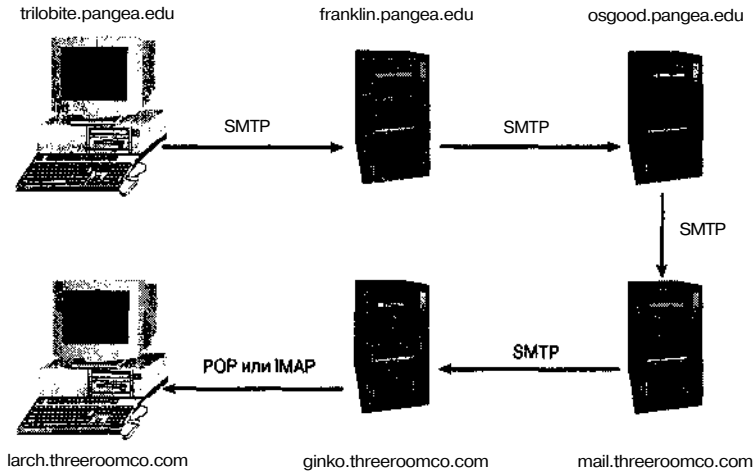 trilobite.pangea.edu
franklin.pangea.edu
osgood.pangea.edu
SMTP
SMTP
SMTP
SMTP
POP или IMAP
larch.threeroomco.com
ginko.threeroomco.com
mail.threeroomco.com